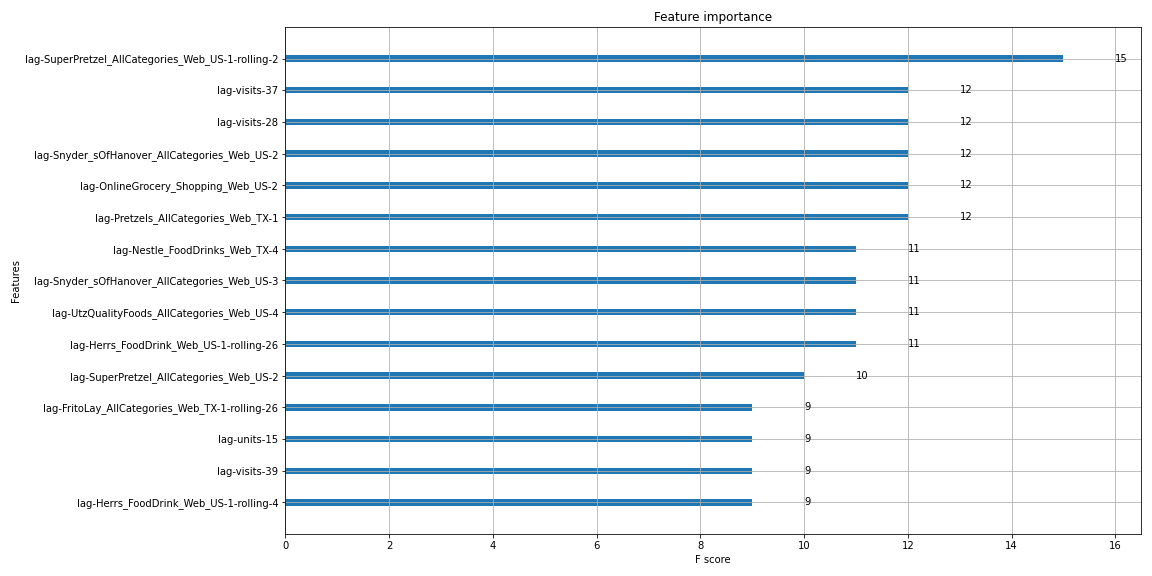 Feature importance
lag-SuperPretzel_AllCategories_Web_US-1-rolling-2 15
lag-visits-37 12
lag-visits-28 12
lag-Snyder_sOfHanover_AllCategories_Web_US-2 12
lag-OnlineGrocery_Shopping_Web_US-2 12
lag-Pretzels_AllCategories_Web_TX-1 12
lag-Nestle_FoodDrinks_Web_TX-4 11
lag-Snyder_sOfHanover_AllCategories_Web_US-3 11
lag-UtzQualityFoods_AllCategories_Web_US-4 11
lag-Herrs_FoodDrink_Web_US-1-rolling-26 11
lag-SuperPretzel_AllCategories_Web_US-2 10
lag-FritoLay_AllCategories_Web_TX-1-rolling-26 9
lag-units-15 9
lag-visits-39 9
lag-Herrs_FoodDrink_Web_US-1-rolling-4 9
Features
0 2 4 6 8 10 12 14 16
F score